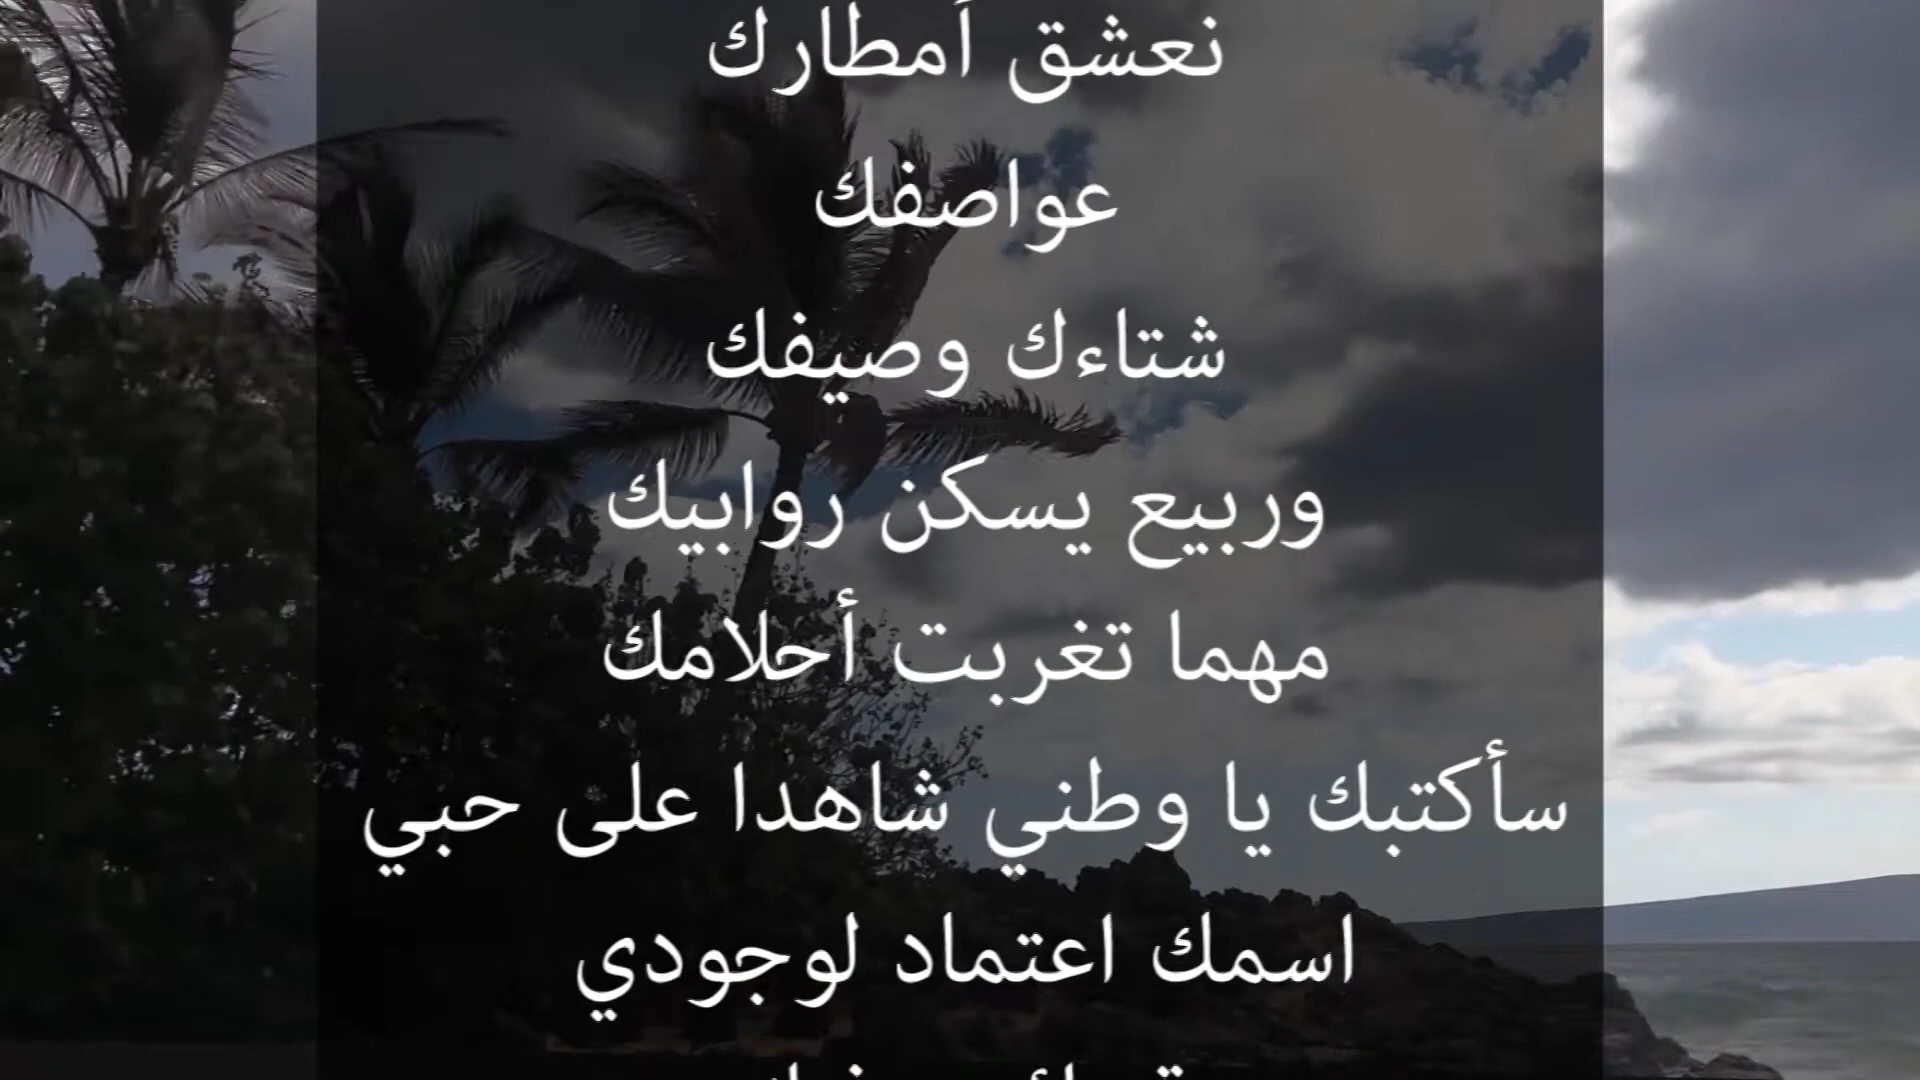 نعشق أمطارك
عواصفك
شتاءك وصيفك
وربيع يسكن روابيك
مهما تغربت أحلامك
سأكتبك يا وطني شاهدا على حبي
اسمك اعتماد لوجودي